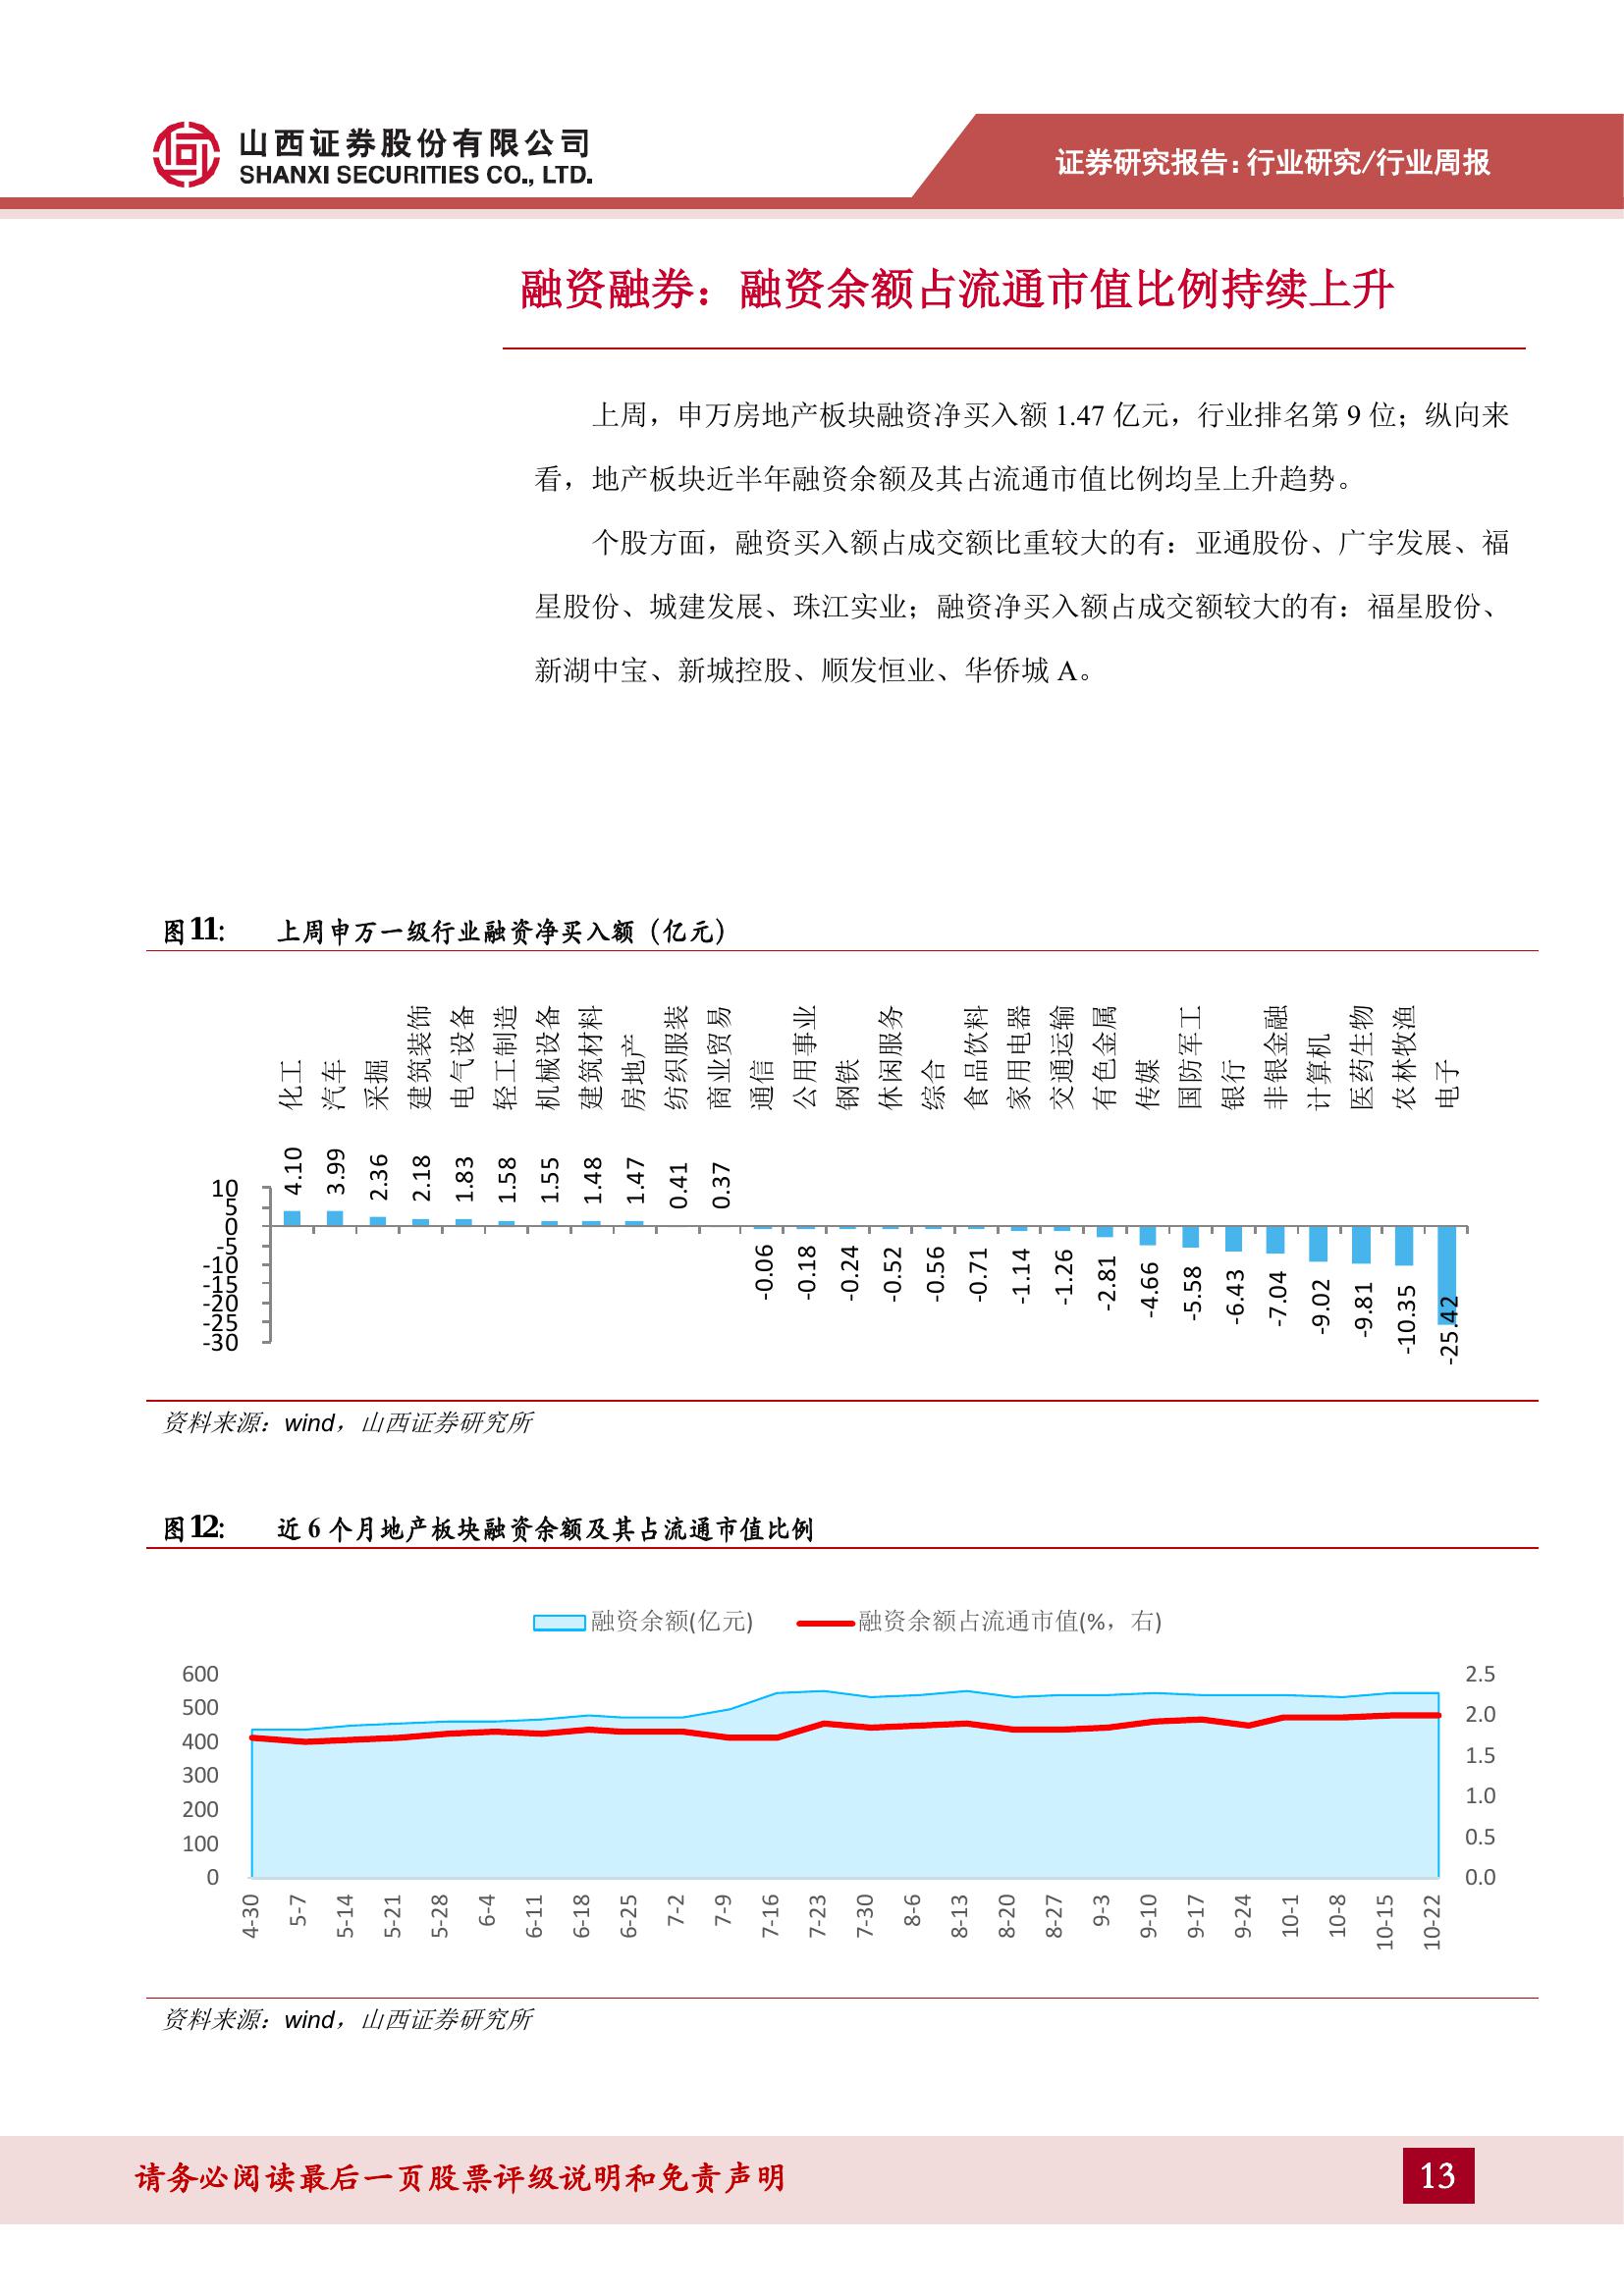 山西证券股份有限公司
SHANXI SECURITIES CO., LTD.
证券研究报告：行业研究/行业周报
融资融券：融资余额占流通市值比例持续上升
上周，申万房地产板块融资净买入额 1.47 亿元，行业排名第 9 位；纵向来
看，地产板块近半年融资余额及其占流通市值比例均呈上升趋势。
个股方面，融资买入额占成交额比重较大的有：亚通股份、广宇发展、福
星股份、城建发展、珠江实业；融资净买入额占成交额较大的有：福星股份、
新湖中宝、新城控股、顺发恒业、华侨城 A。
图 11: 上周申万一级行业融资净买入额（亿元）
化工 汽车 采掘 建筑装饰 电气设备 轻工制造 机械设备 建筑材料 房地产 纺织服装 商业贸易 通信 公用事业 钢铁 休闲服务 综合 食品饮料 家用电器 交通运输 有色金属 传媒 国防军工 银行 非银金融 计算机 医药生物 农林牧渔 电子
4.10 3.99 2.36 2.18 1.83 1.58 1.55 1.48 1.47 0.41 0.37
10
5
0
-5
-10
-15
-20
-25
-30
-0.06 -0.18 -0.24 -0.52 -0.56 -0.71 -1.14 -1.26 -2.81 -4.66 -5.58 -6.43 -7.04 -9.02 -9.81 -10.35 -25.42
资料来源：wind，山西证券研究所
图 12: 近 6 个月地产板块融资余额及其占流通市值比例
融资余额(亿元) 融资余额占流通市值(%，右)
600 2.5
500 2.0
400 1.5
300 1.0
200 0.5
100 0.0
0
4-30 5-7 5-14 5-21 5-28 6-4 6-11 6-18 6-25 7-2 7-9 7-16 7-23 7-30 8-6 8-13 8-20 8-27 9-3 9-10 9-17 9-24 10-1 10-8 10-15 10-22
资料来源：wind，山西证券研究所
请务必阅读最后一页股票评级说明和免责声明 13